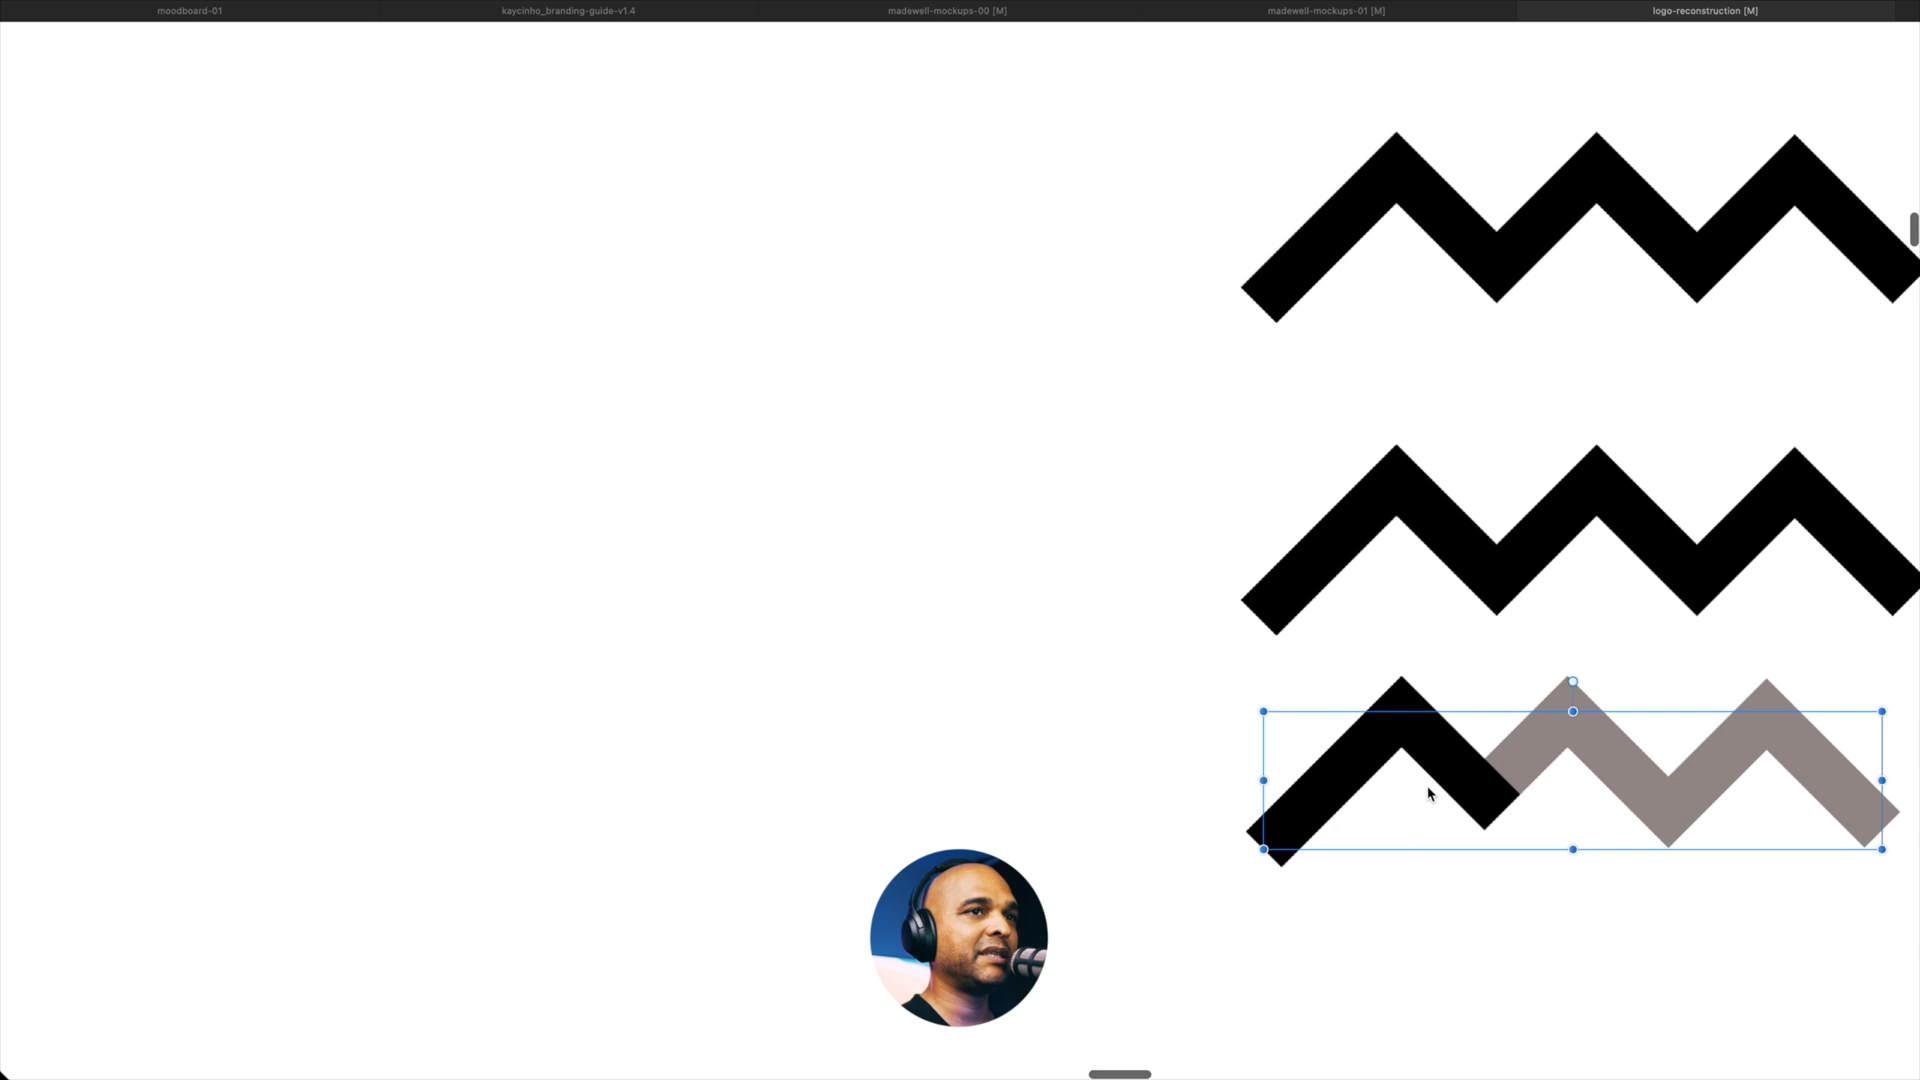 moodboard-01
kaycinho_branding-guide-v1.4
madewell-mockups-00 [M]
madewell-mockups-01 [M]
logo-reconstruction [M]